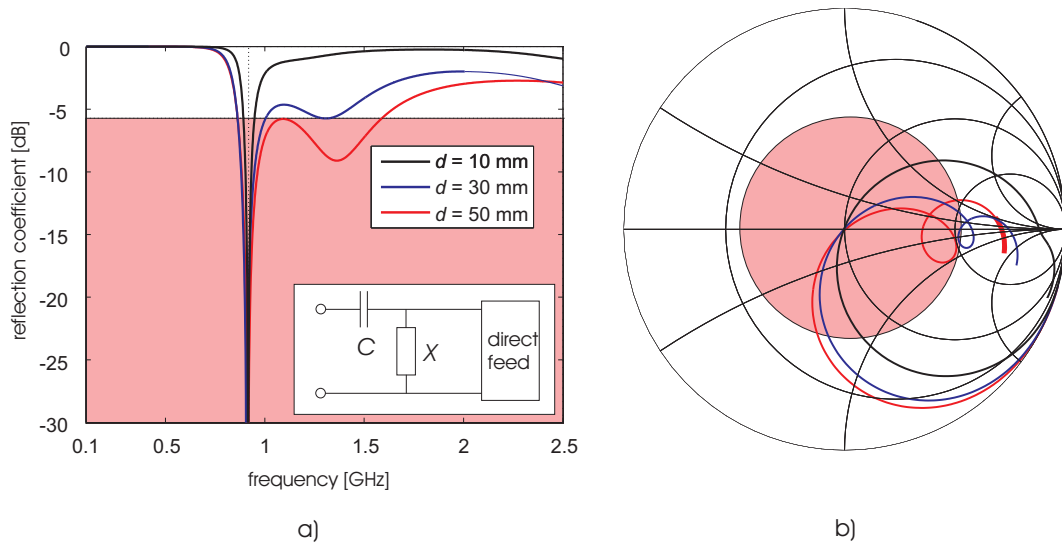 0
-5
-10
-15
-20
-25
-30
reflection coefficient [dB]
0.1
0.5
1
1.5
2
2.5
frequency [GHz]
d = 10 mm
d = 30 mm
d = 50 mm
C
X
direct
feed
a)
b)